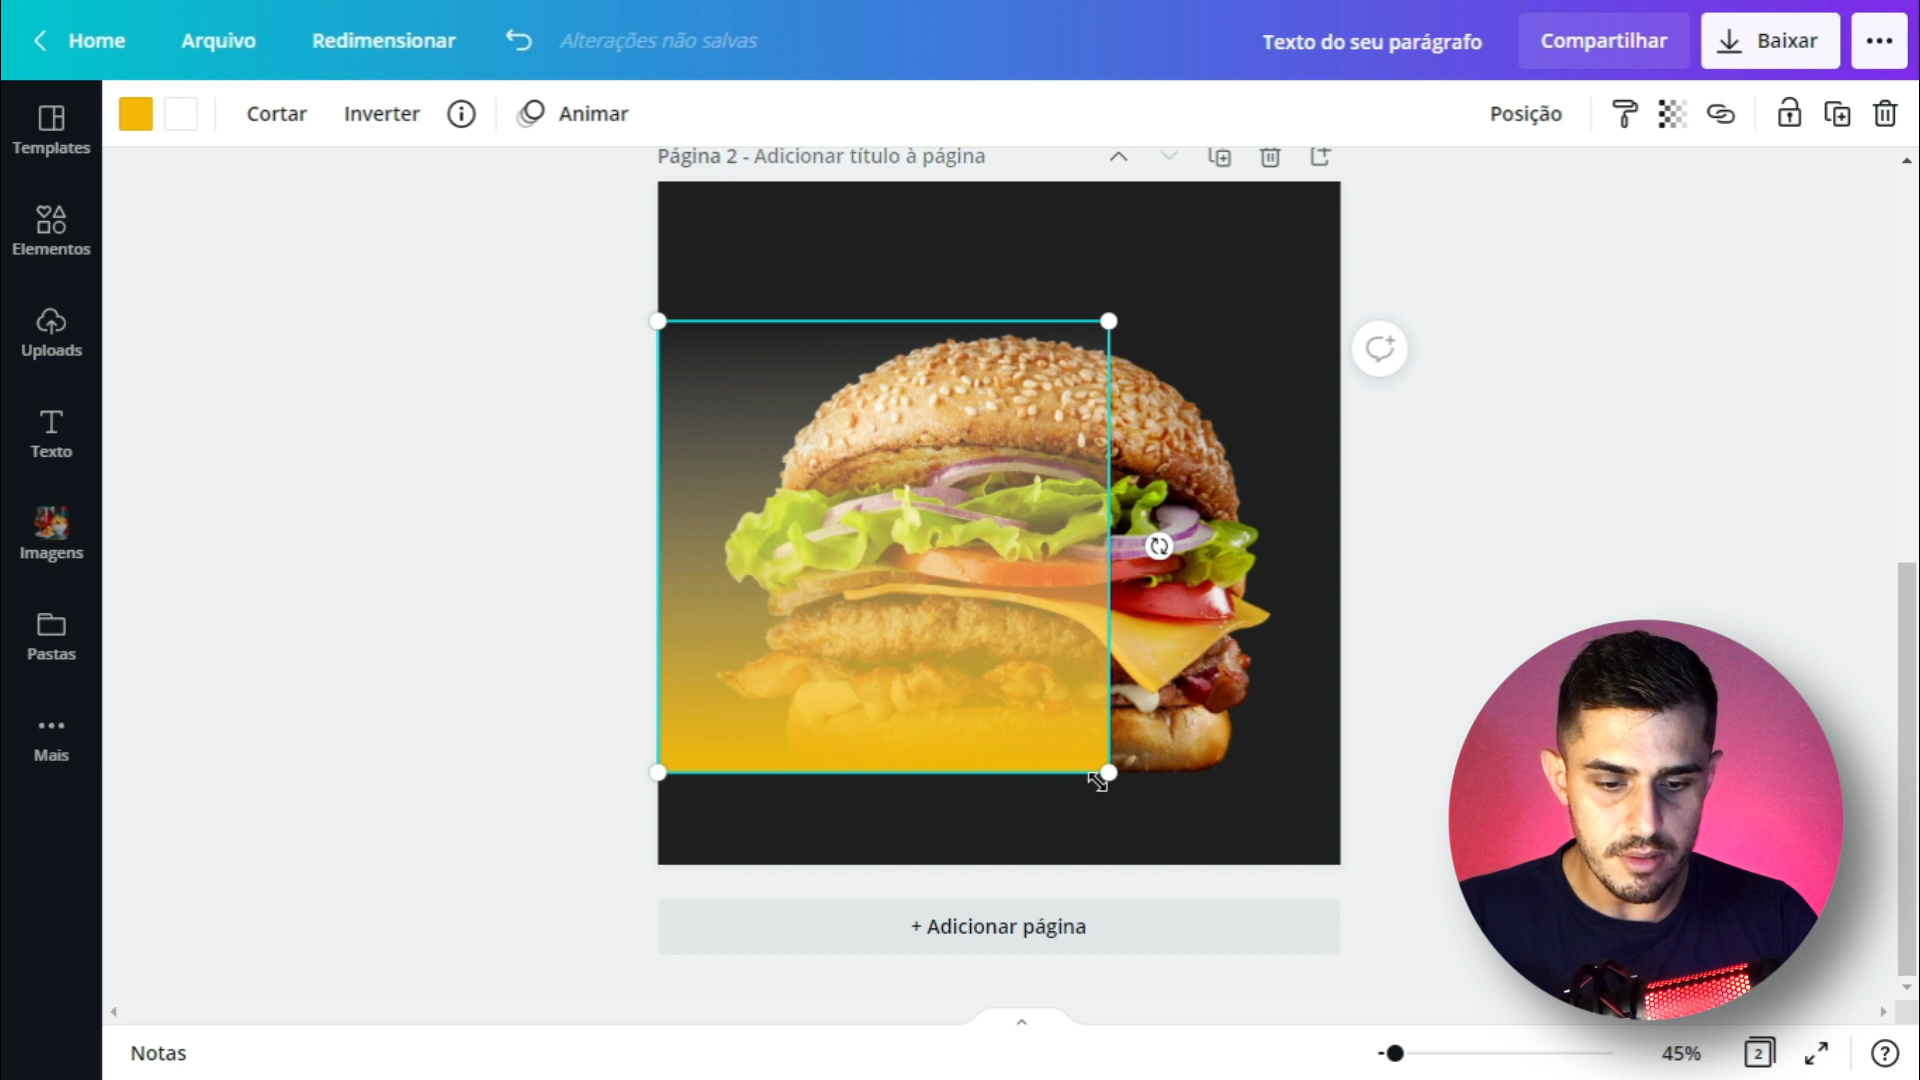 Home Arquivo Redimensionar Alterações não salvas Texto do seu parágrafo Compartilhar Baixar
Cortar Inverter Animar Posição
Templates
Elementos
Uploads
Texto
Imagens
Pastas
Mais
Página 2 - Adicionar título à página
+ Adicionar página
Notas 45% 2